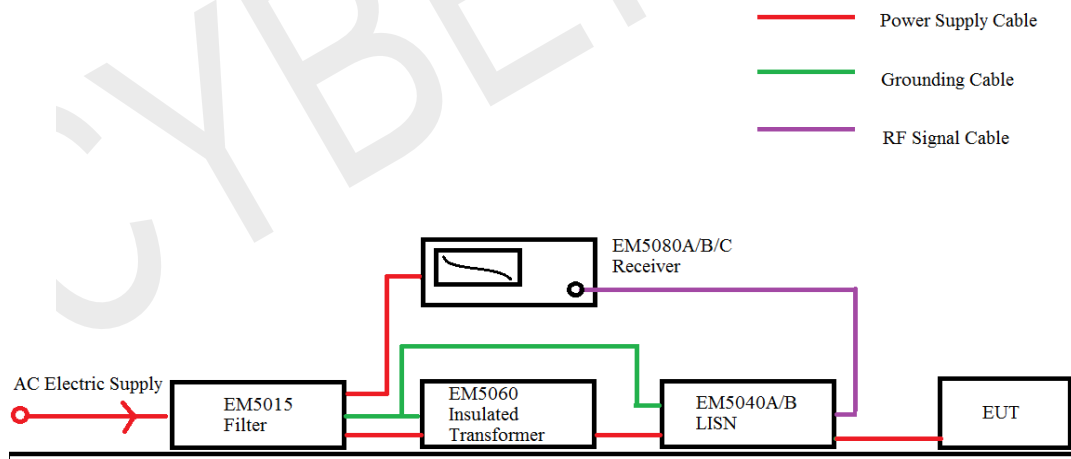 CYBE
Power Supply Cable
Grounding Cable
RF Signal Cable
EM5080A/B/C
Receiver
AC Electric Supply
EM5015
Filter
EM5060
Insulated
Transformer
EM5040A/B
LISN
EUT